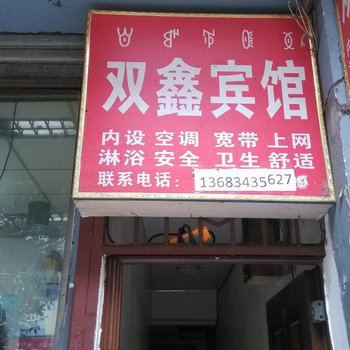 双鑫宾馆
内设 空调 宽带 上网
淋浴 安全 卫生 舒适
联系电话：13683435627